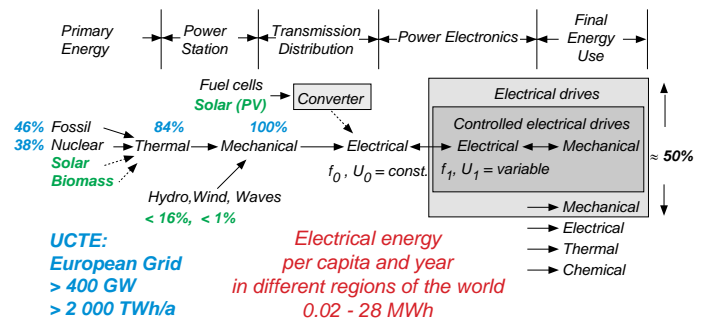 Primary
Energy
Power
Station
Transmission
Distribution
Power Electronics
Final
Energy
Use
Fuel cells
Solar (PV)
Converter
Electrical drives
Controlled electrical drives
46% Fossil
38% Nuclear
Solar
Biomass
84%
Thermal
100%
Mechanical
Electrical
Electrical
Mechanical
f0 , U0 = const.
f1, U1 = variable
≈ 50%
Hydro,Wind, Waves
< 16%, < 1%
Mechanical
Electrical
Thermal
Chemical
UCTE:
European Grid
> 400 GW
> 2 000 TWh/a
Electrical energy
per capita and year
in different regions of the world
0.02 - 28 MWh